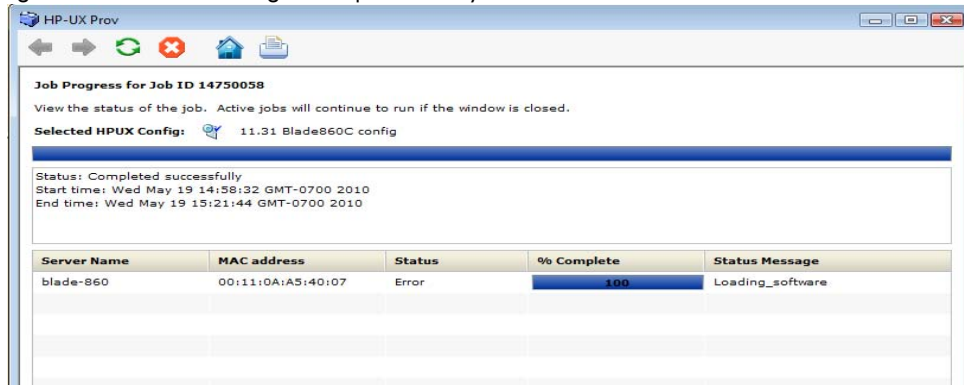 HP-UX Prov
Job Progress for Job ID 14750058
View the status of the job. Active jobs will continue to run if the window is closed.
Selected HPUX Config: 11.31 Blade860C config
Status: Completed successfully
Start time: Wed May 19 14:58:32 GMT-0700 2010
End time: Wed May 19 15:21:44 GMT-0700 2010
Server Name MAC address Status % Complete Status Message
blade-860 00:11:0A:A5:40:07 Error 100 Loading_software